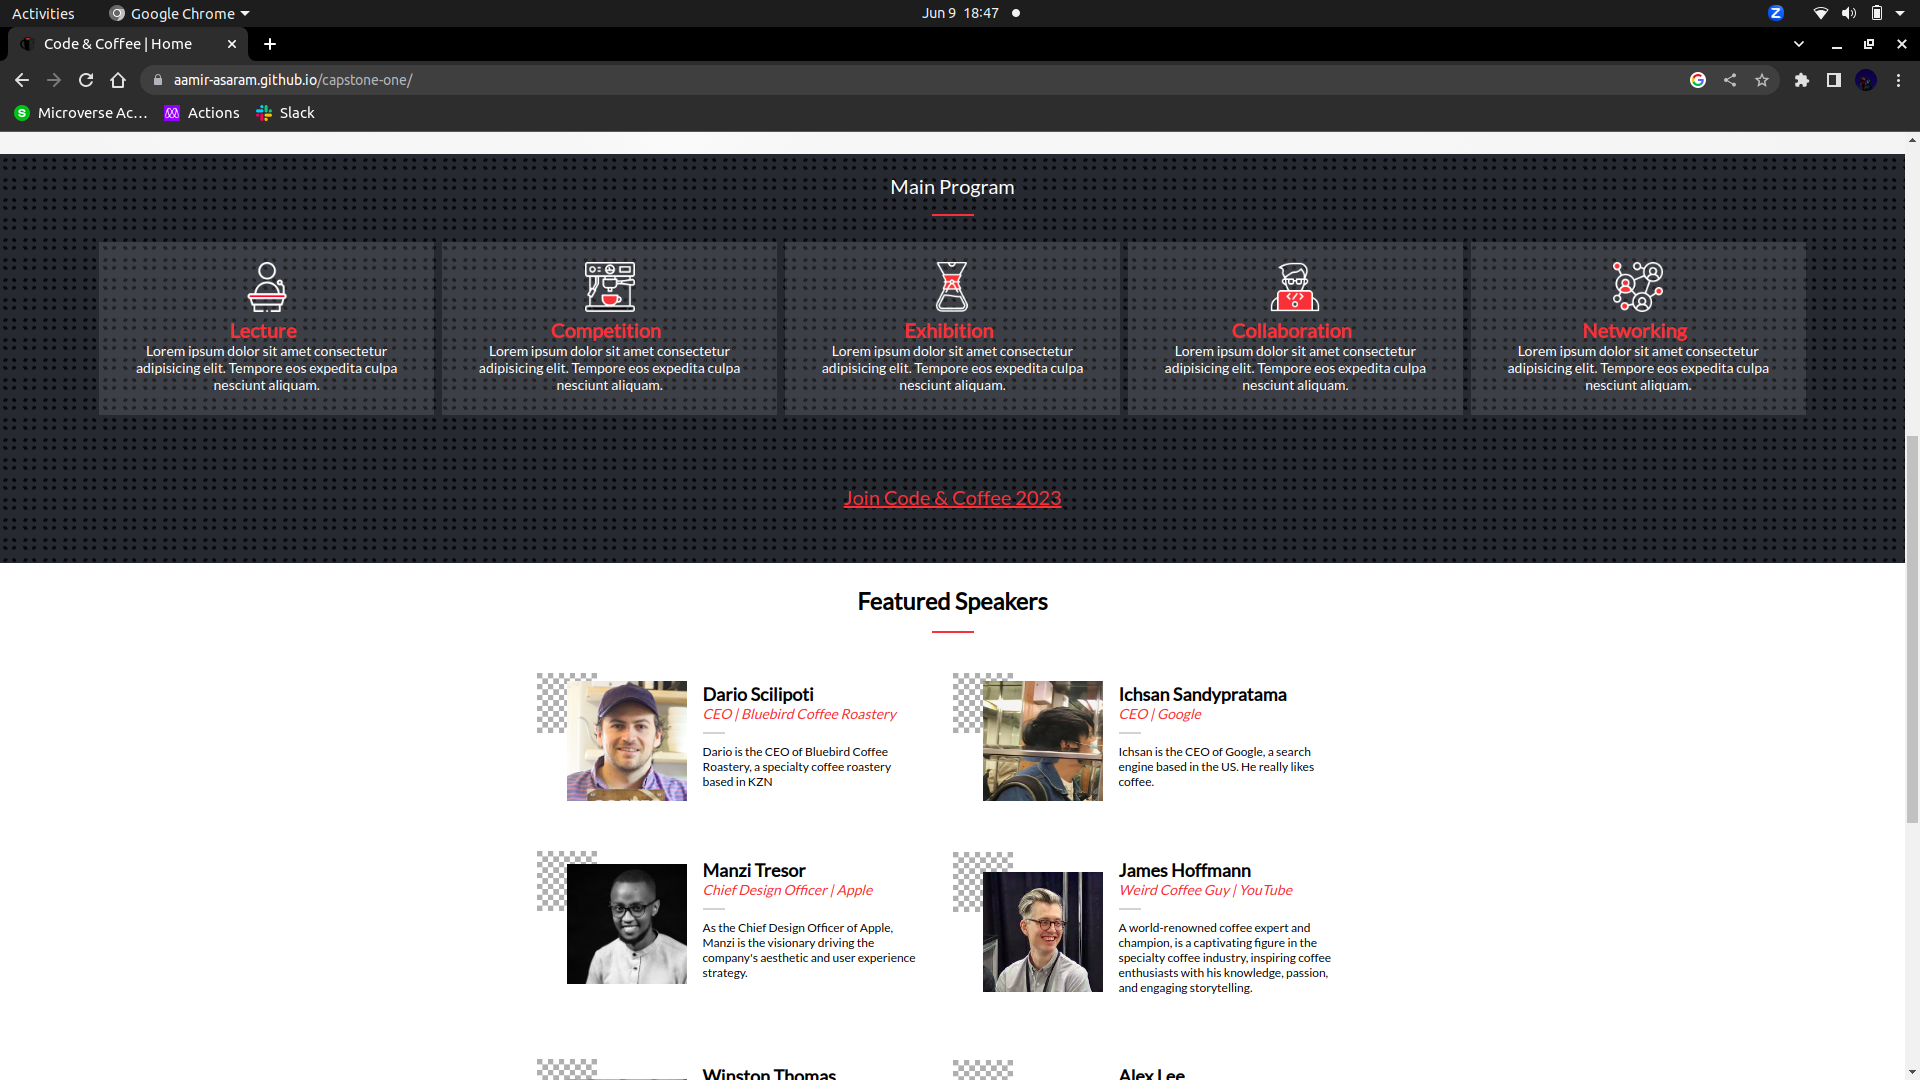 Activities
Google Chrome
Jun 9 18:47
Z
Code & Coffee | Home
aamir-asaram.github.io/capstone-one/
Microverse Ac...
Actions
Slack
Main Program
Lecture
Lorem ipsum dolor sit amet consectetur
adipisicing elit. Tempore eos expedita culpa
nesciunt aliquam.
Competition
Lorem ipsum dolor sit amet consectetur
adipisicing elit. Tempore eos expedita culpa
nesciunt aliquam.
Exhibition
Lorem ipsum dolor sit amet consectetur
adipisicing elit. Tempore eos expedita culpa
nesciunt aliquam.
Collaboration
Lorem ipsum dolor sit amet consectetur
adipisicing elit. Tempore eos expedita culpa
nesciunt aliquam.
Networking
Lorem ipsum dolor sit amet consectetur
adipisicing elit. Tempore eos expedita culpa
nesciunt aliquam.
Join Code & Coffee 2023
Featured Speakers
Dario Scilipoti
CEO | Bluebird Coffee Roastery
Dario is the CEO of Bluebird Coffee
Roastery, a specialty coffee roastery
based in KZN
Ichsan Sandypratama
CEO | Google
Ichsan is the CEO of Google, a search
engine based in the US. He really likes
coffee.
Manzi Tresor
Chief Design Officer | Apple
As the Chief Design Officer of Apple,
Manzi is the visionary driving the
company's aesthetic and user experience
strategy.
James Hoffmann
Weird Coffee Guy | YouTube
A world-renowned coffee expert and
champion, is a captivating figure in the
specialty coffee industry, inspiring coffee
enthusiasts with his knowledge, passion,
and engaging storytelling.
Winston Thomas
Alex Lee